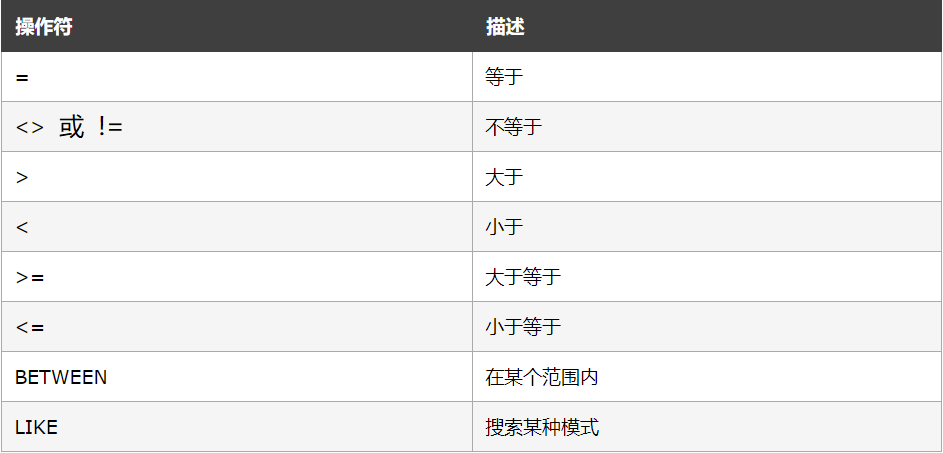 操作符 描述
= 等于
<> 或 != 不等于
> 大于
< 小于
>= 大于等于
<= 小于等于
BETWEEN 在某个范围内
LIKE 搜索某种模式